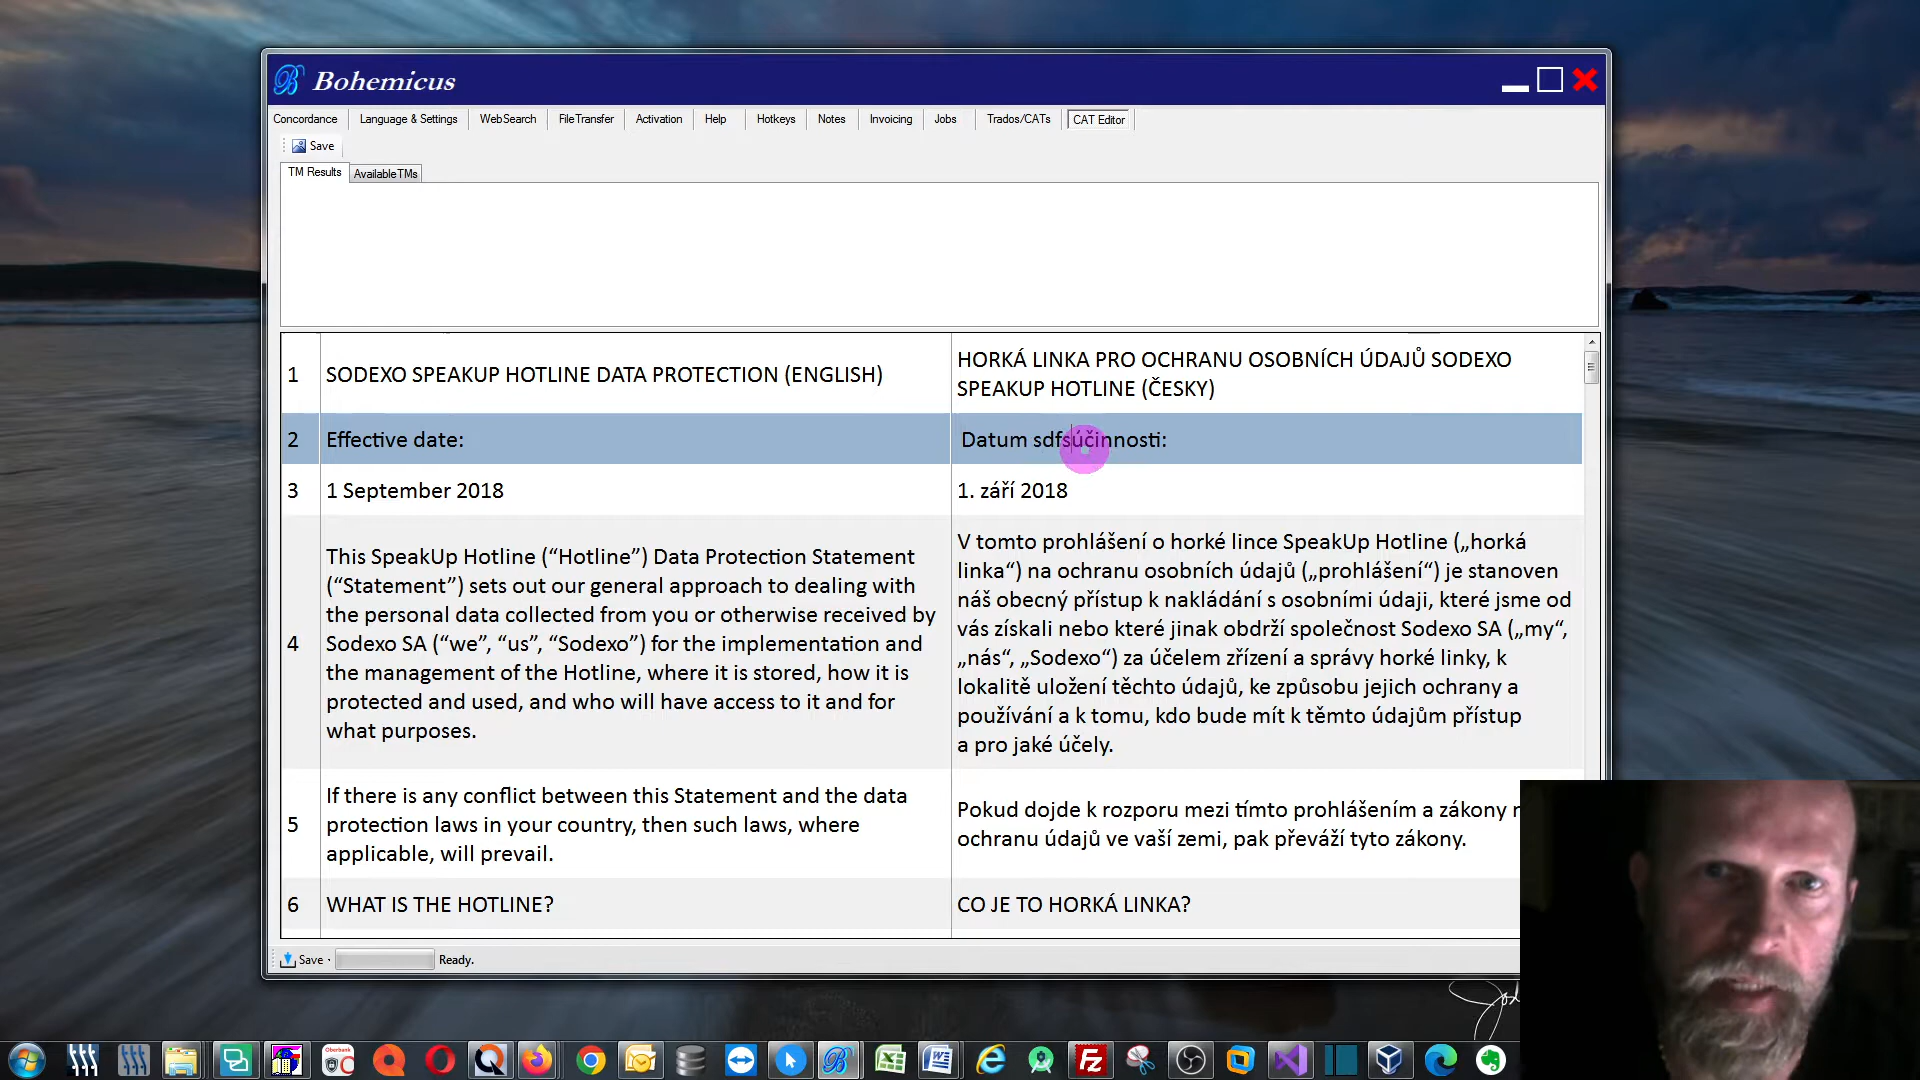 Bohemicus
Concordance Language & Settings WebSearch FileTransfer Activation Help Hotkeys Notes Invoicing Jobs Trados/CATs CAT Editor
Save
TM Results AvailableTMs
1 SODEXO SPEAKUP HOTLINE DATA PROTECTION (ENGLISH)
HORKÁ LINKA PRO OCHRANU OSOBNÍCH ÚDAJŮ SODEXO
SPEAKUP HOTLINE (ČESKY)
2 Effective date:
Datum sdfsúčinnosti:
3 1 September 2018
1. září 2018
4
This SpeakUp Hotline (“Hotline”) Data Protection Statement
(“Statement”) sets out our general approach to dealing with
the personal data collected from you or otherwise received by
Sodexo SA (“we”, “us”, “Sodexo”) for the implementation and
the management of the Hotline, where it is stored, how it is
protected and used, and who will have access to it and for
what purposes.
V tomto prohlášení o horké lince SpeakUp Hotline („horká
linka“) na ochranu osobních údajů („prohlášení“) je stanoven
náš obecný přístup k nakládání s osobními údaji, které jsme od
vás získali nebo které jinak obdrží společnost Sodexo SA („my“,
„nás“, „Sodexo“) za účelem zřízení a správy horké linky, k
lokalitě uložení těchto údajů, ke způsobu jejich ochrany a
používání a k tomu, kdo bude mít k těmto údajům přístup
a pro jaké účely.
5
If there is any conflict between this Statement and the data
protection laws in your country, then such laws, where
applicable, will prevail.
Pokud dojde k rozporu mezi tímto prohlášením a zákony
ochranu údajů ve vaší zemi, pak převáží tyto zákony.
6 WHAT IS THE HOTLINE?
CO JE TO HORKÁ LINKA?
Save Ready.